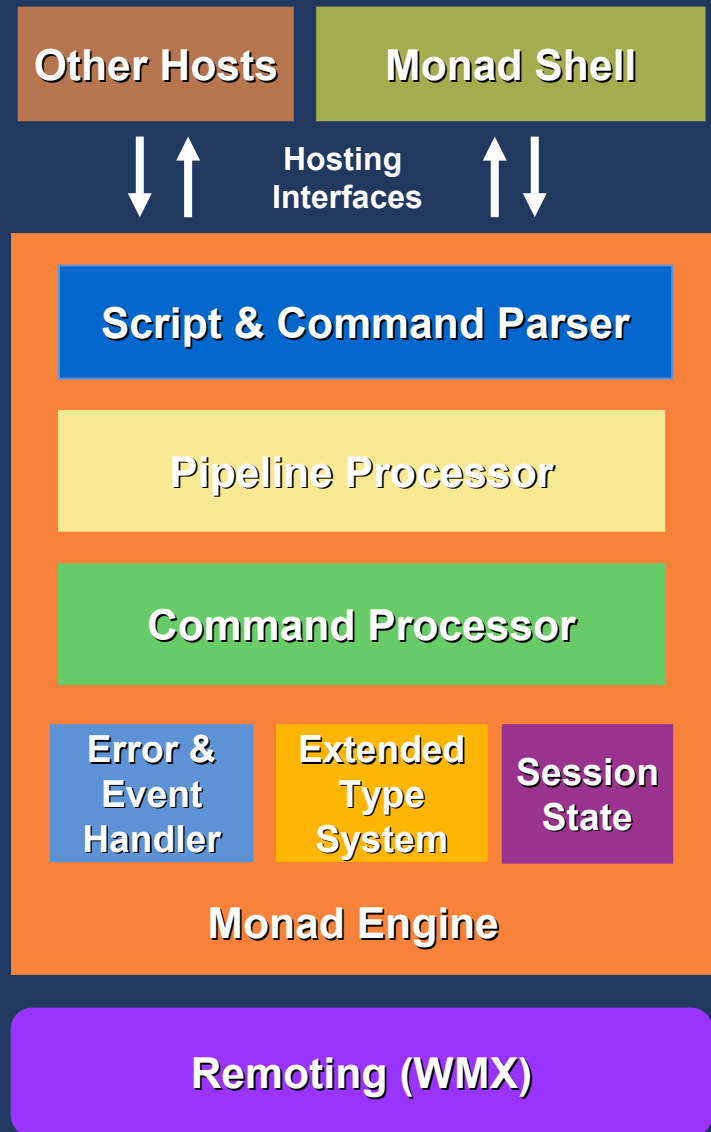 Other Hosts
Monad Shell
Hosting
Interfaces
Script & Command Parser
Pipeline Processor
Command Processor
Error &
Event
Handler
Extended
Type
System
Session
State
Monad Engine
Remoting (WMX)